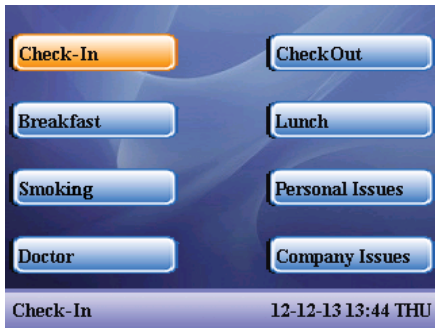 Check-In
CheckOut
Breakfast
Lunch
Smoking
Personal Issues
Doctor
Company Issues
Check-In 12-12-13 13:44 THU